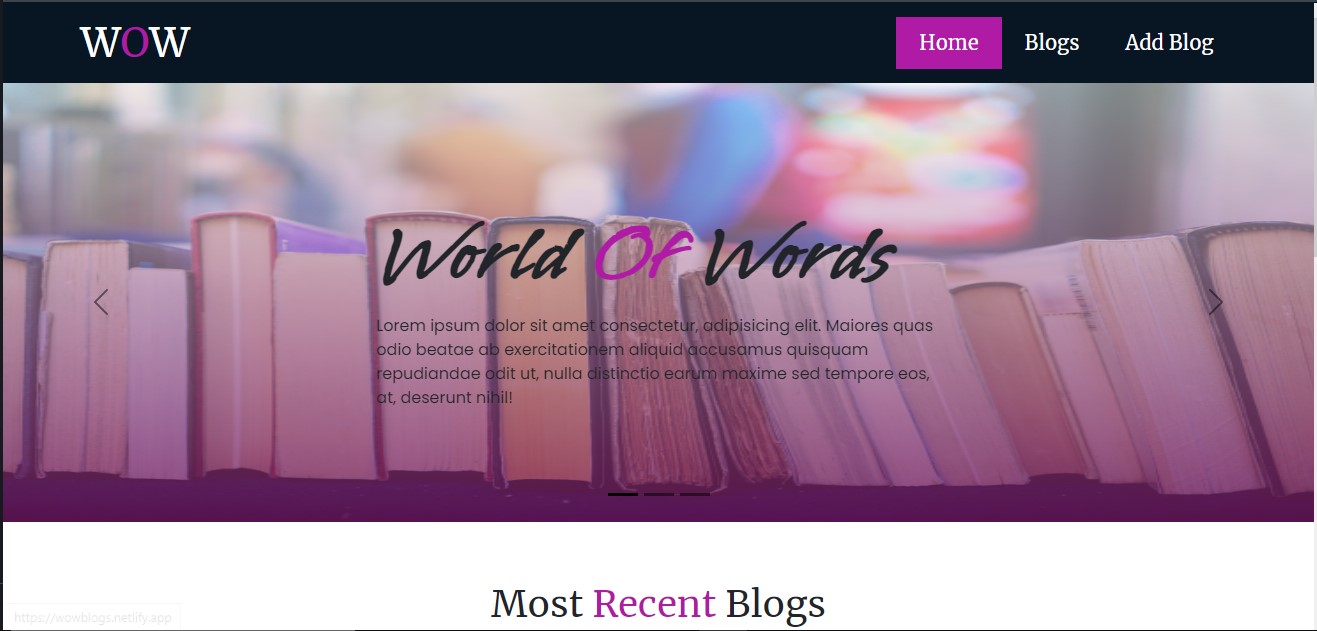 WOW
Home Blogs Add Blog
World Of Words
Lorem ipsum dolor sit amet consectetur, adipisicing elit. Maiores quas
odio beatae ab exercitationem aliquid accusamus quisquam
repudiandae odit ut, nulla distinctio earum maxime sed tempore eos,
at, deserunt nihil!
Most Recent Blogs
https://wowblogs.netlify.app